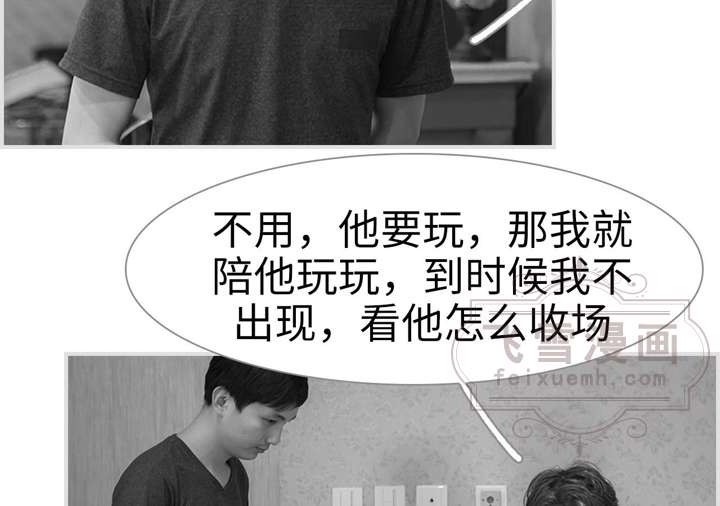 不用，他要玩，那我就
陪他玩玩，到时候我不
出现，看他怎么收场
飞雪漫画
feixuemh.com